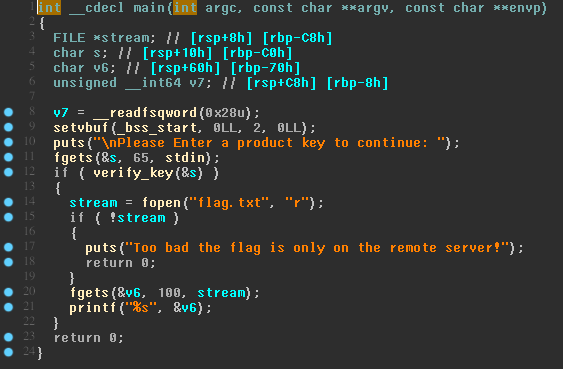 1 int __cdecl main(int argc, const char **argv, const char **envp)
2 {
3 FILE *stream; // [rsp+8h] [rbp-C8h]
4 char s; // [rsp+10h] [rbp-C0h]
5 char v6; // [rsp+60h] [rbp-70h]
6 unsigned __int64 v7; // [rsp+C8h] [rbp-8h]
7
8 v7 = __readfsqword(0x28u);
9 setvbuf(_bss_start, 0LL, 2, 0LL);
10 puts("\nPlease Enter a product key to continue: ");
11 fgets(&s, 65, stdin);
12 if ( verify_key(&s) )
13 {
14 stream = fopen("flag.txt", "r");
15 if ( !stream )
16 {
17 puts("Too bad the flag is only on the remote server!");
18 return 0;
19 }
20 fgets(&v6, 100, stream);
21 printf("%s", &v6);
22 }
23 return 0;
24 }